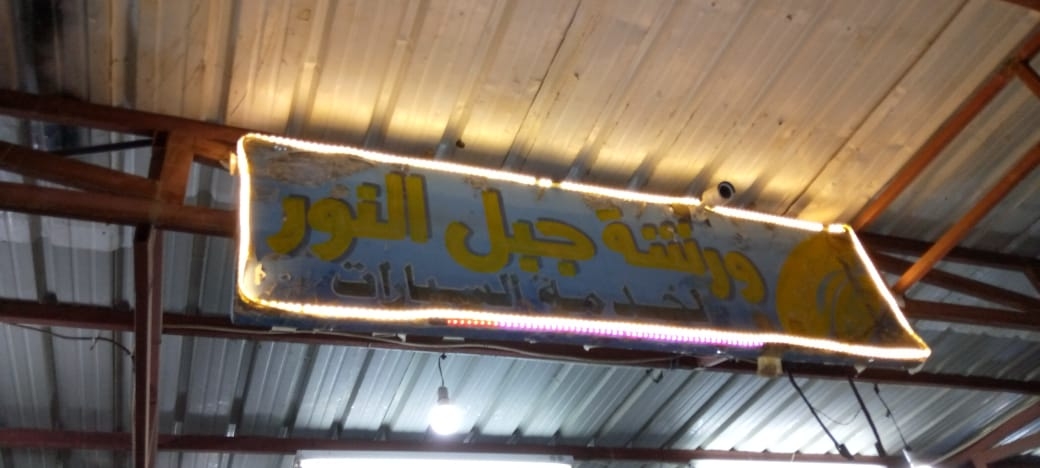 ورشة جبل النور
لخدمة السيارات